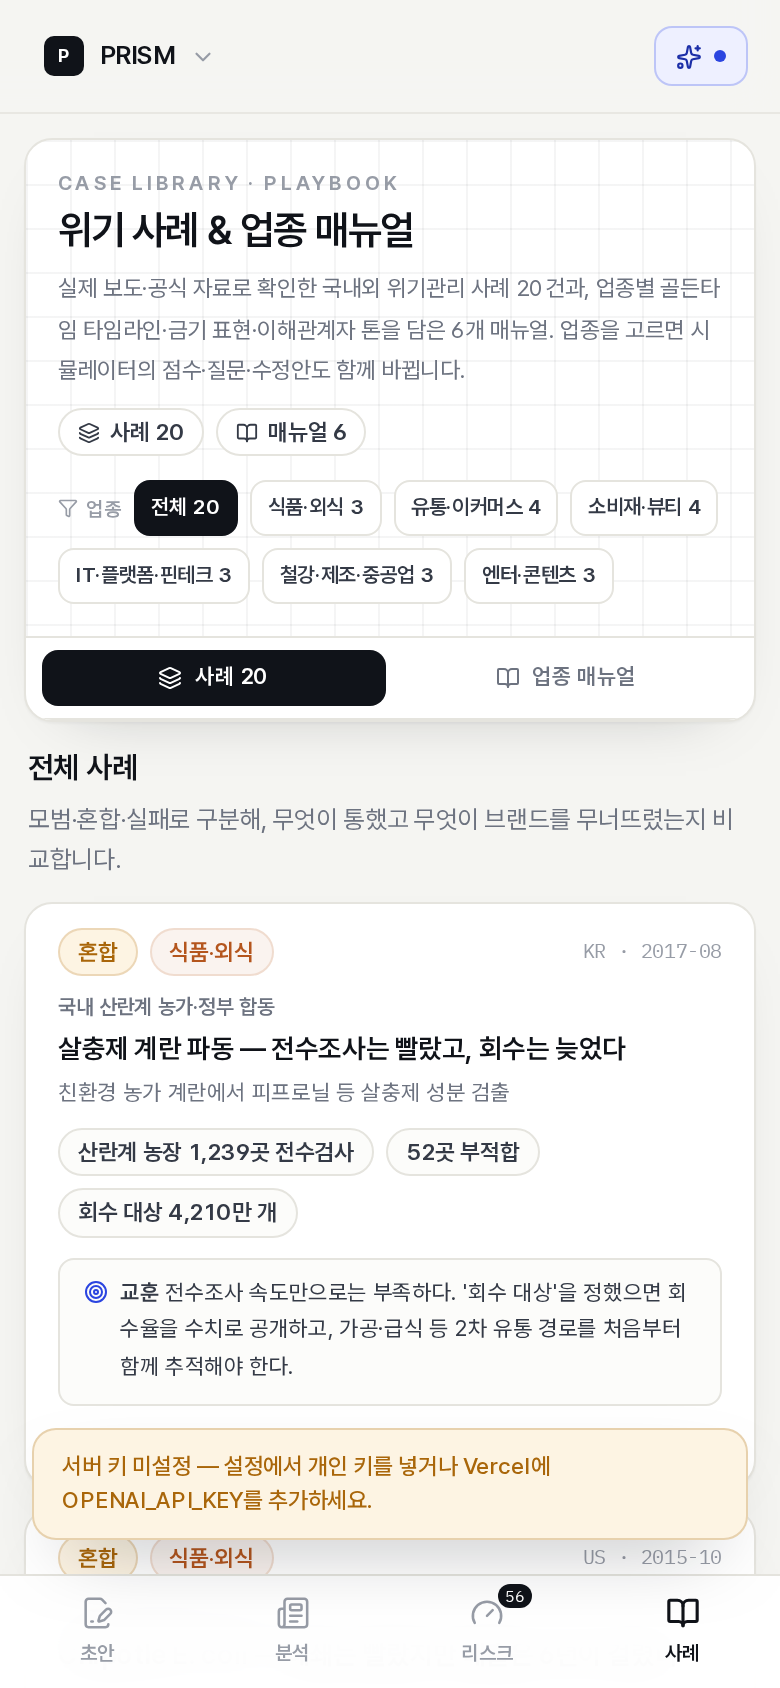 P PRISM
CASE LIBRARY · PLAYBOOK
위기 사례 & 업종 매뉴얼
실제 보도·공식 자료로 확인한 국내외 위기관리 사례 20건과, 업종별 골든타
임 타임라인·금기 표현·이해관계자 톤을 담은 6개 매뉴얼. 업종을 고르면 시
뮬레이터의 점수·질문·수정안도 함께 바뀝니다.
사례 20 매뉴얼 6
업종 전체 20 식품·외식 3 유통·이커머스 4 소비재·뷰티 4
IT·플랫폼·핀테크 3 철강·제조·중공업 3 엔터·콘텐츠 3
사례 20 업종 매뉴얼
전체 사례
모범·혼합·실패로 구분해, 무엇이 통했고 무엇이 브랜드를 무너뜨렸는지 비
교합니다.
혼합 식품·외식 KR · 2017-08
국내 산란계 농가·정부 합동
살충제 계란 파동 — 전수조사는 빨랐고, 회수는 늦었다
친환경 농가 계란에서 피프로닐 등 살충제 성분 검출
산란계 농장 1,239곳 전수검사 52곳 부적합
회수 대상 4,210만 개
교훈 전수조사 속도만으로는 부족하다. '회수 대상'을 정했으면 회
수율을 수치로 공개하고, 가공·급식 등 2차 유통 경로를 처음부터
함께 추적해야 한다.
서버 키 미설정 — 설정에서 개인 키를 넣거나 Vercel에
OPENAI_API_KEY를 추가하세요.
혼합 식품·외식 US · 2015-10
56
초안 분석 리스크 사례